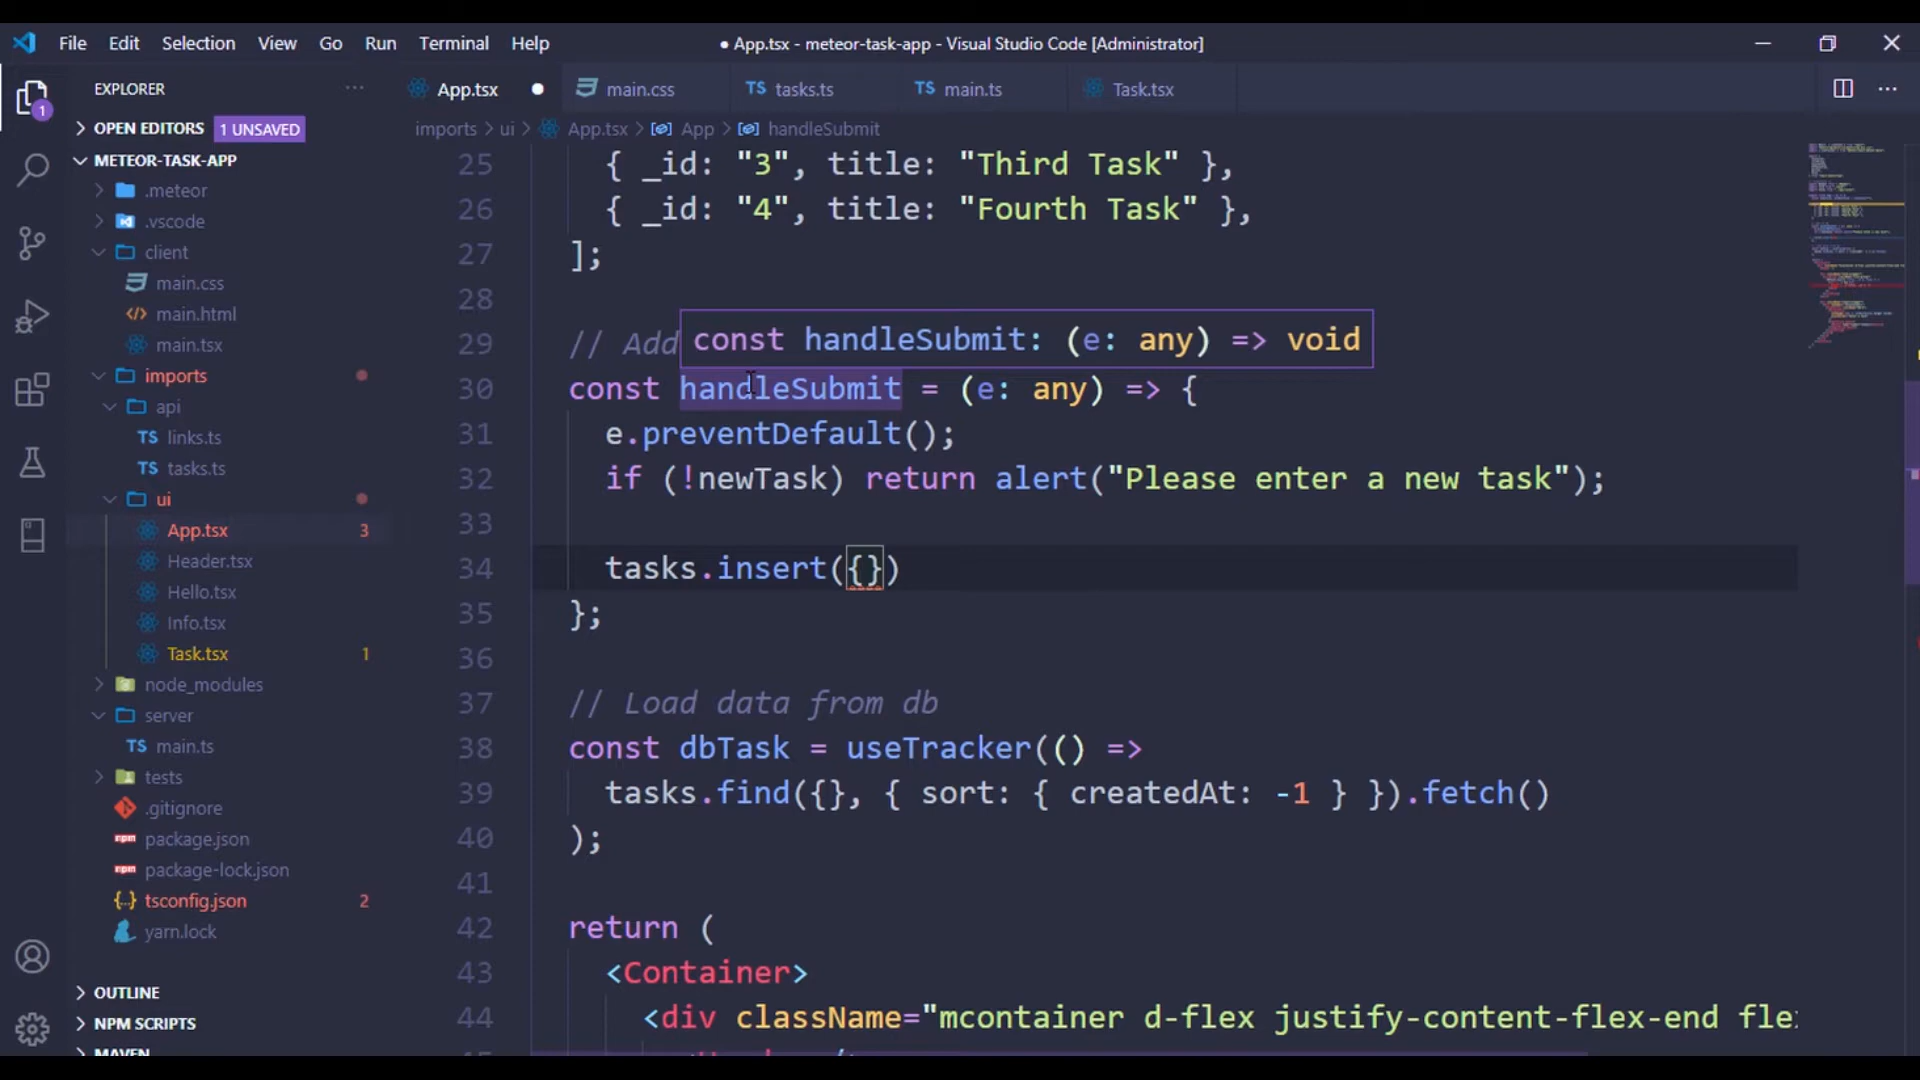 File Edit Selection View Go Run Terminal Help
● App.tsx - meteor-task-app - Visual Studio Code [Administrator]
EXPLORER
App.tsx
main.css
TS tasks.ts
TS main.ts
Task.tsx
1
OPEN EDITORS 1 UNSAVED
imports > ui > App.tsx > App > handleSubmit
METEOR-TASK-APP
.meteor
.vscode
client
main.css
main.html
main.tsx
imports
api
TS links.ts
TS tasks.ts
ui
App.tsx 3
Header.tsx
Hello.tsx
Info.tsx
Task.tsx 1
node_modules
server
TS main.ts
tests
.gitignore
package.json
package-lock.json
tsconfig.json 2
yarn.lock
OUTLINE
NPM SCRIPTS
MAVEN
25 { _id: "3", title: "Third Task" },
26 { _id: "4", title: "Fourth Task" },
27 ];
28
29 // Add
const handleSubmit: (e: any) => void
30 const handleSubmit = (e: any) => {
31 e.preventDefault();
32 if (!newTask) return alert("Please enter a new task");
33
34 tasks.insert({})
35 };
36
37 // Load data from db
38 const dbTask = useTracker(() =>
39 tasks.find({}, { sort: { createdAt: -1 } }).fetch()
40 );
41
42 return (
43 <Container>
44 <div className="mcontainer d-flex justify-content-flex-end